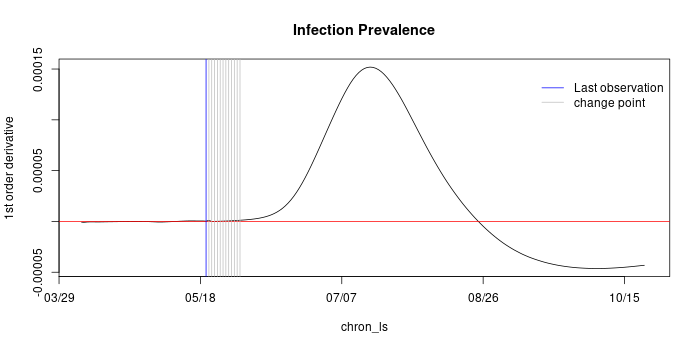 Infection Prevalence
1st order derivative
0.00015
0.00005
-0.00005
Last observation
change point
03/29
05/18
07/07
08/26
10/15
chron_ls